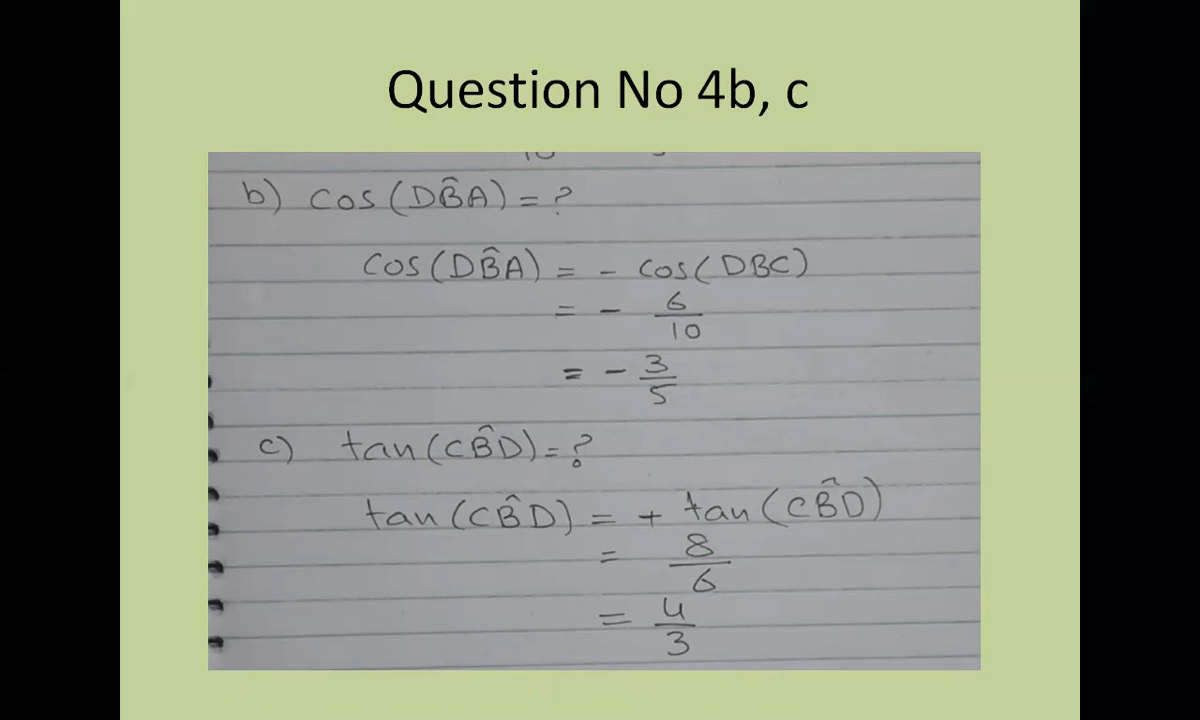 Question No 4b, c
b) cos(DB̂A) = ?
cos(DB̂A) = - cos(DBC)
= - 6/10
= - 3/5
c) tan(CB̂D) = ?
tan(CB̂D) = + tan(CB̂D)
= 8/6
= 4/3